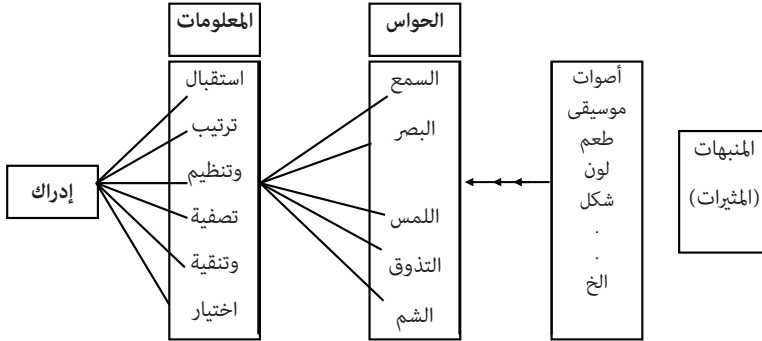 المنبهات
(المثيرات)
أصوات
موسيقى
طعم
لون
شكل
.
.
الخ
الحواس
السمع
البصر
اللمس
التذوق
الشم
المعلومات
استقبال
ترتيب
وتنظيم
تصفية
وتنقية
اختيار
إدراك